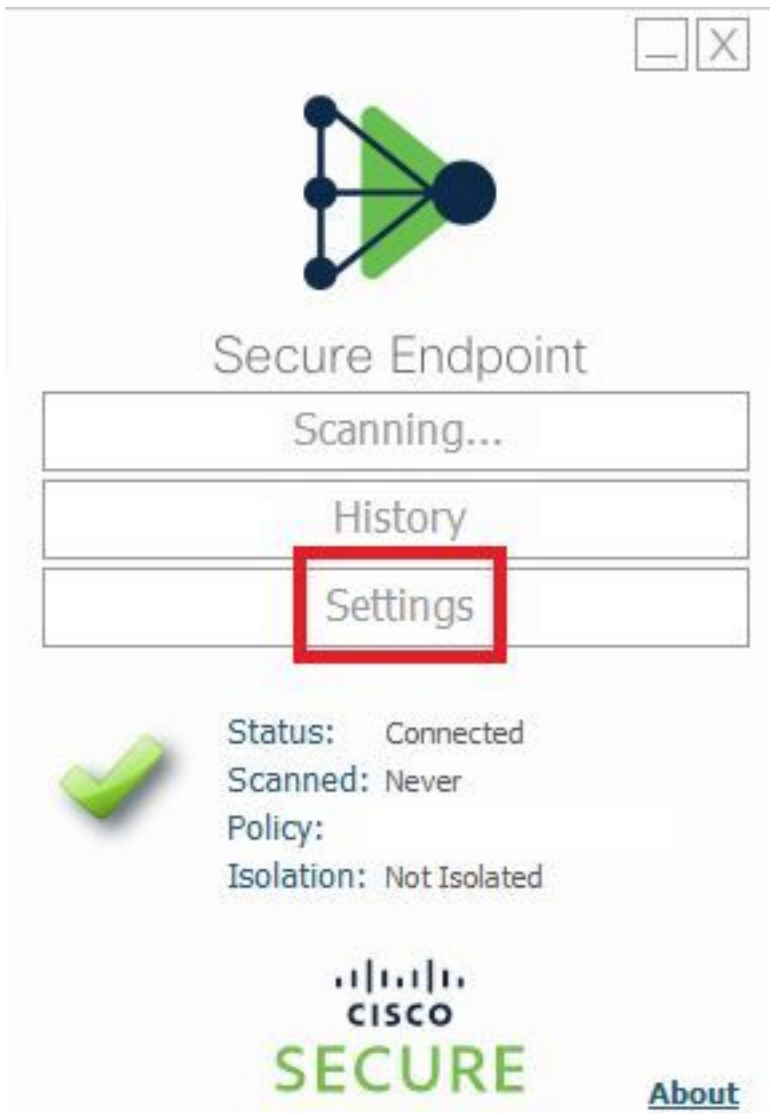 X
Secure Endpoint
Scanning...
History
Settings
Status: Connected
Scanned: Never
Policy:
Isolation: Not Isolated
CISCO
SECURE
About